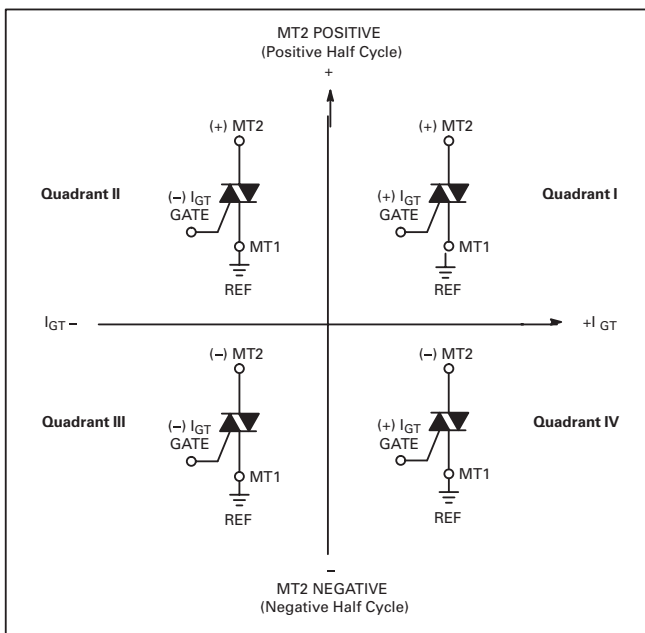 MT2 POSITIVE
(Positive Half Cycle)
+
(+) MT2
(+) MT2
Quadrant II
(−) IGT
GATE
(+) IGT
GATE
Quadrant I
MT1
MT1
REF
REF
IGT −
+I GT
(−) MT2
(−) MT2
Quadrant III
(−) IGT
GATE
(+) IGT
GATE
Quadrant IV
MT1
MT1
REF
REF
−
MT2 NEGATIVE
(Negative Half Cycle)